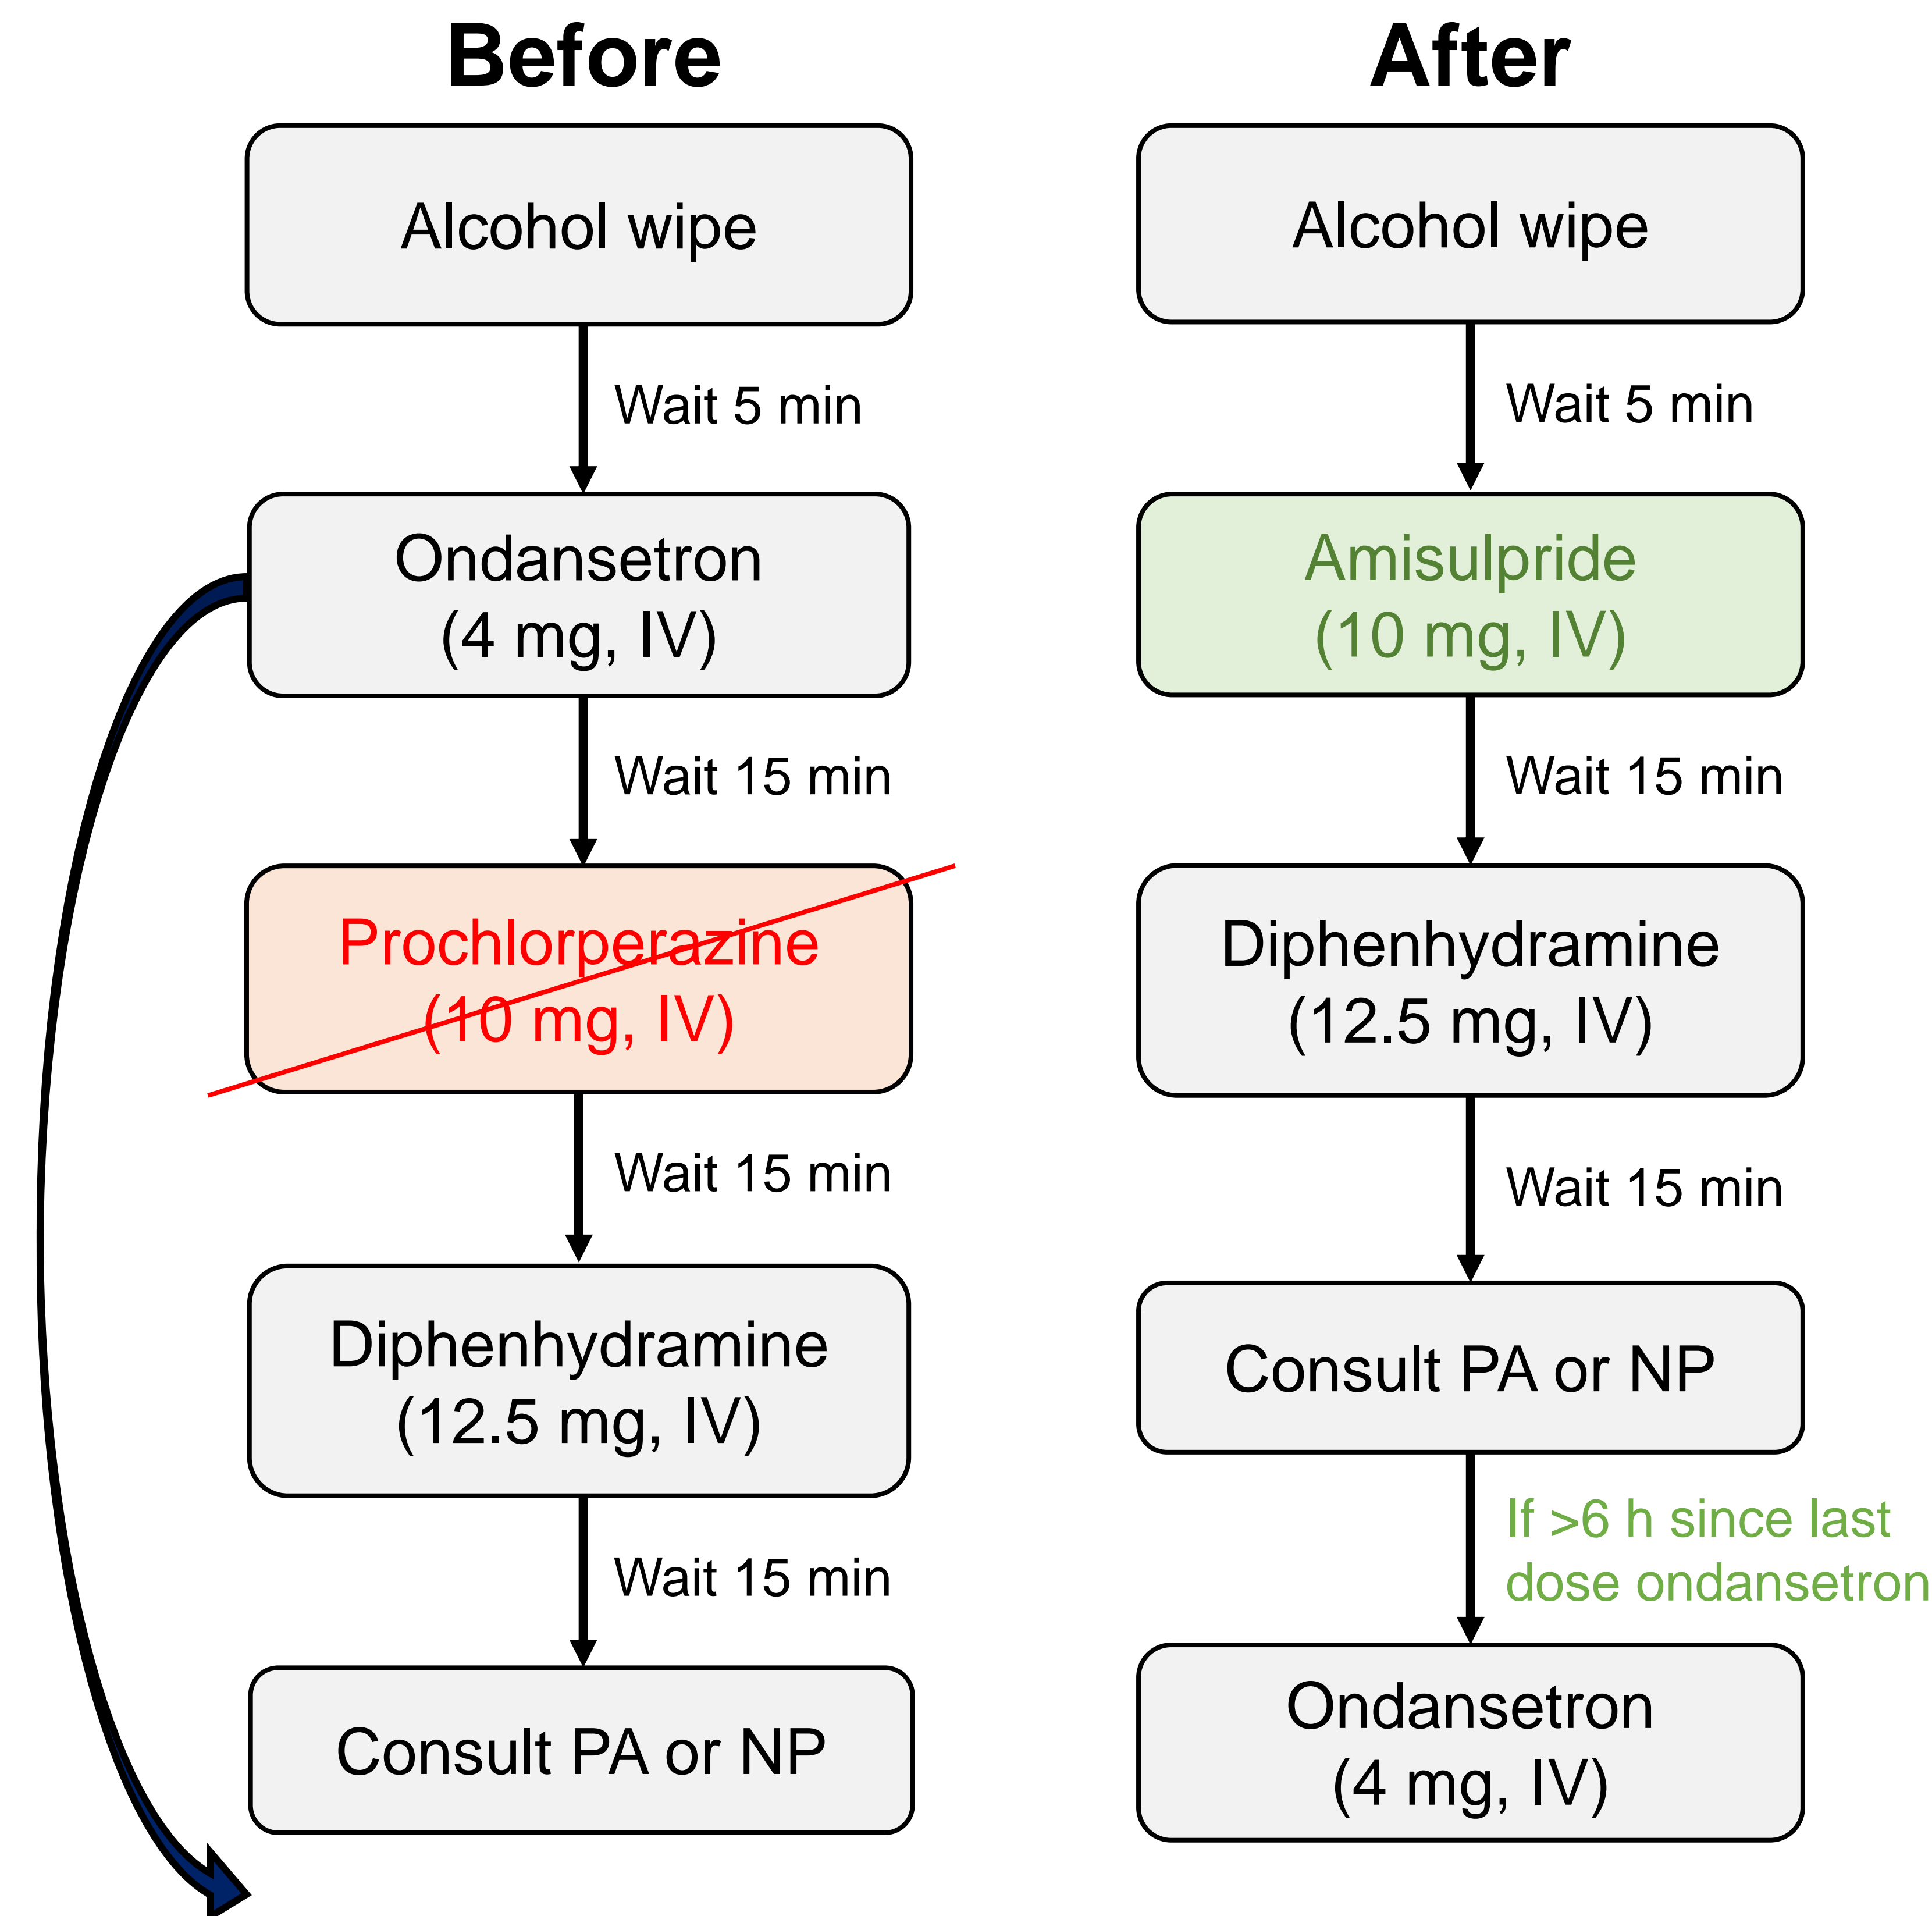 Before
Alcohol wipe
Wait 5 min
Ondansetron
(4 mg, IV)
Wait 15 min
Prochlorperazine
(10 mg, IV)
Wait 15 min
Diphenhydramine
(12.5 mg, IV)
Wait 15 min
Consult PA or NP
After
Alcohol wipe
Wait 5 min
Amisulpride
(10 mg, IV)
Wait 15 min
Diphenhydramine
(12.5 mg, IV)
Wait 15 min
Consult PA or NP
If >6 h since last
dose ondansetron
Ondansetron
(4 mg, IV)